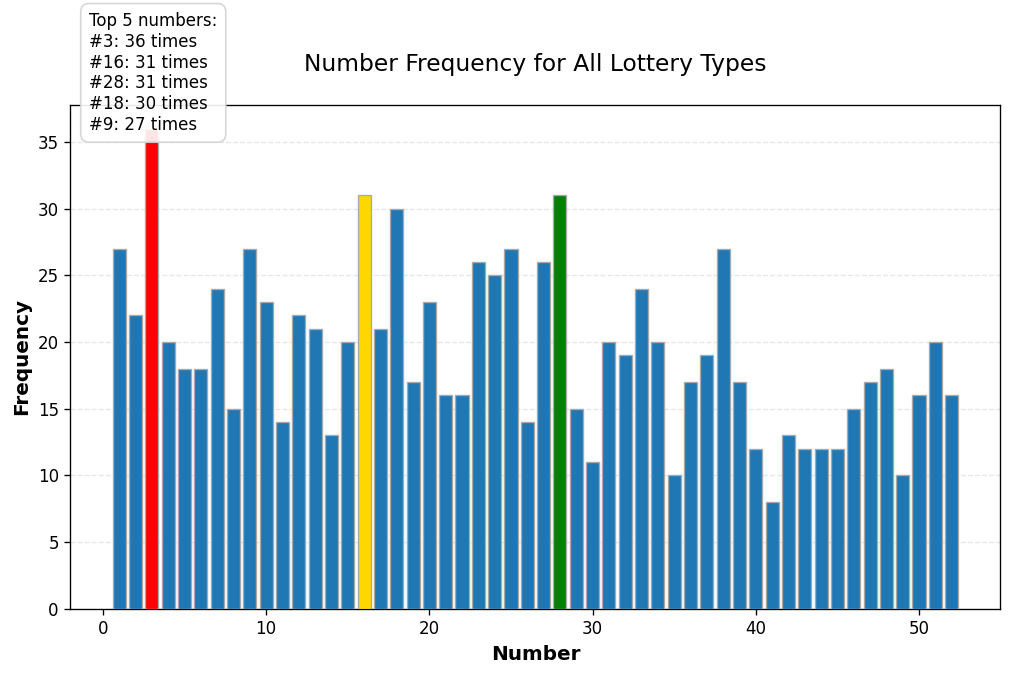 Top 5 numbers:
#3: 36 times
#16: 31 times
#28: 31 times
#18: 30 times
#9: 27 times
Number Frequency for All Lottery Types
35
30
25
20
15
10
5
0
Frequency
0 10 20 30 40 50
Number